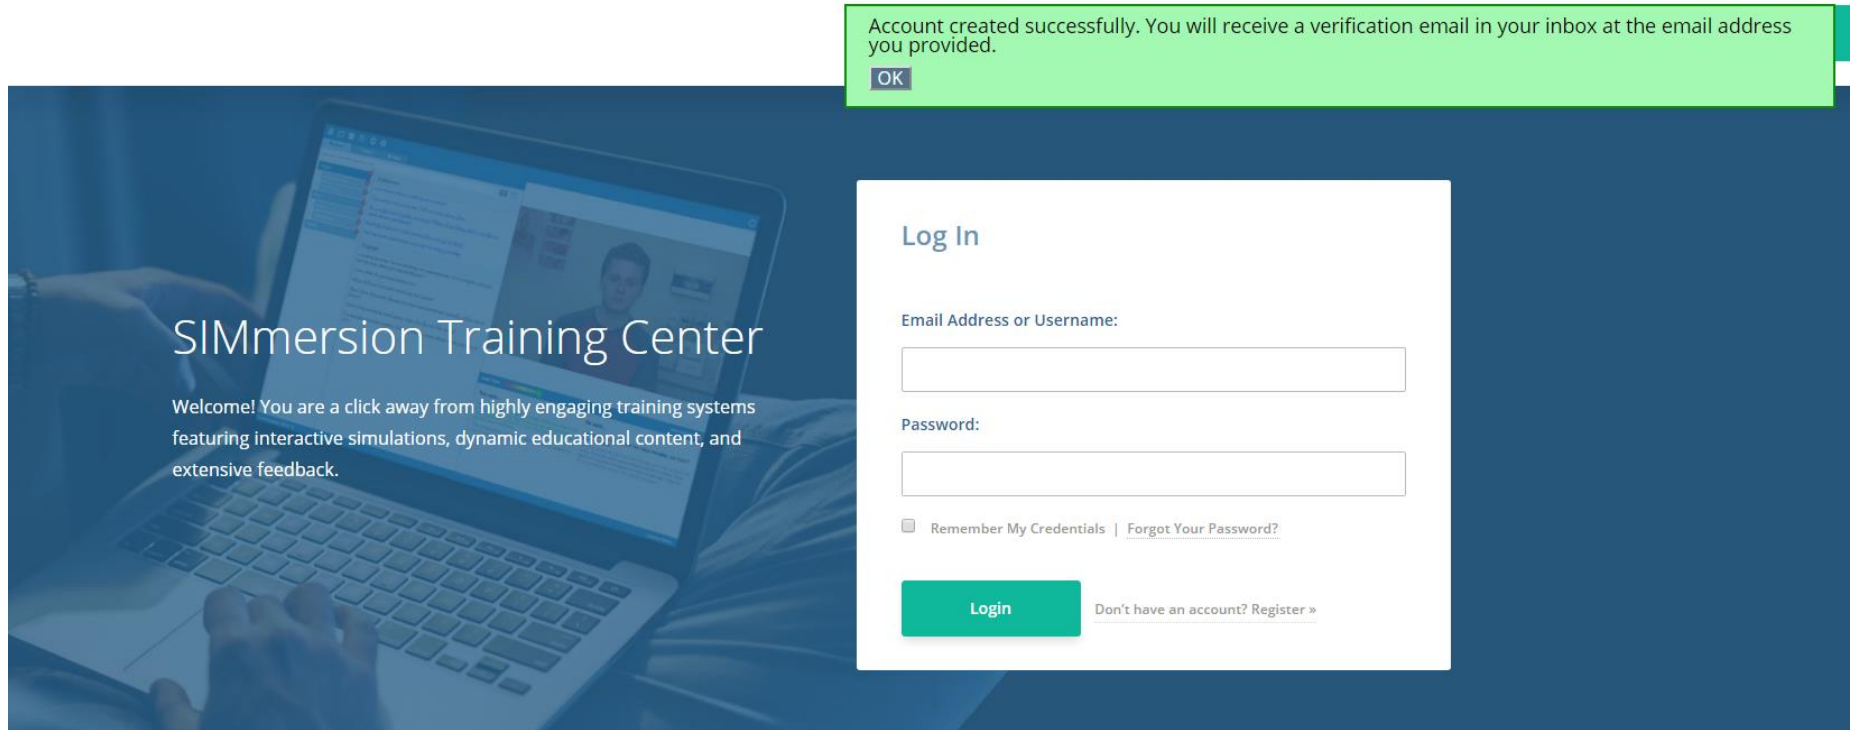 Account created successfully. You will receive a verification email in your inbox at the email address
you provided.
OK
SIMmersion Training Center
Welcome! You are a click away from highly engaging training systems
featuring interactive simulations, dynamic educational content, and
extensive feedback.
Log In
Email Address or Username:
Password:
Remember My Credentials | Forgot Your Password?
Login
Don't have an account? Register »